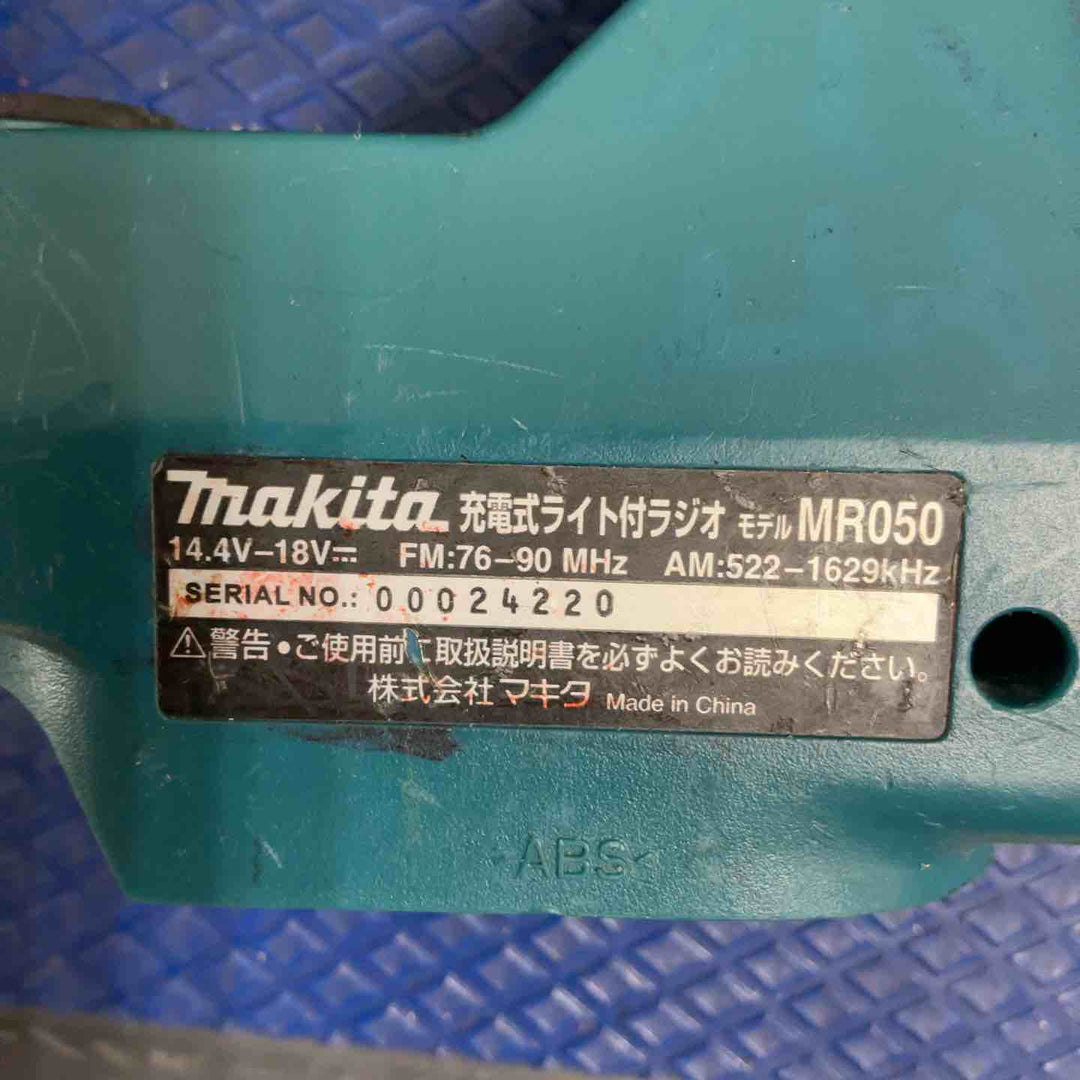 makita 充電式ライト付ラジオ モデル MR050
14.4V-18V⎓ FM:76-90 MHz AM:522-1629kHz
SERIAL NO.: 00024220
⚠警告•ご使用前に取扱説明書を必ずよくお読みください。
株式会社 マキタ Made in China
>ABS<